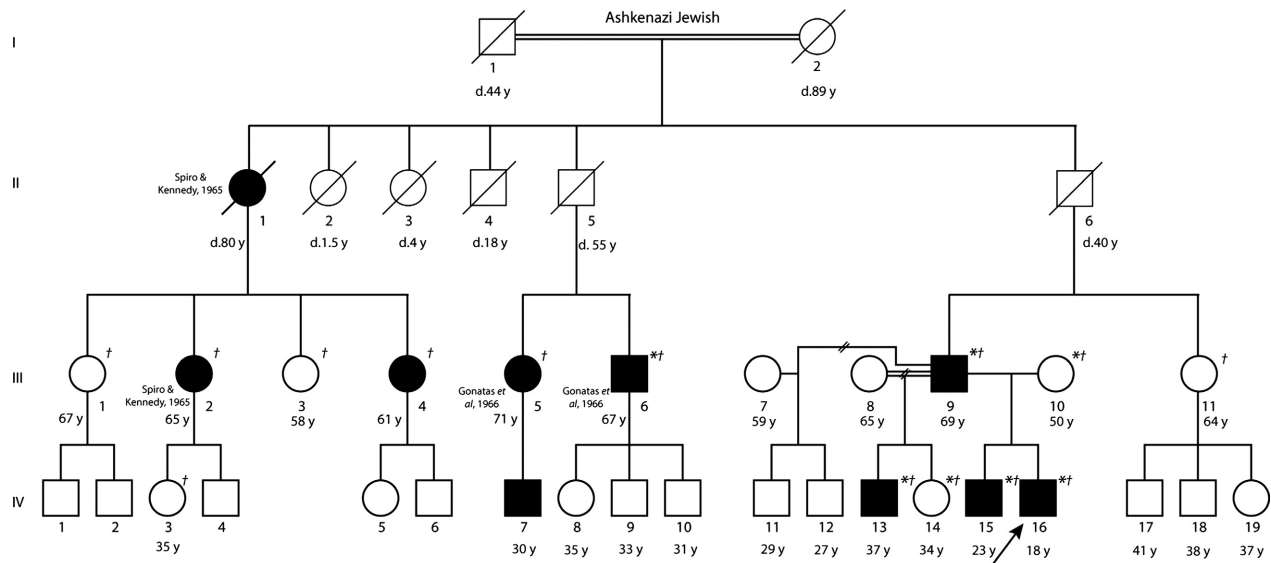 Ashkenazi Jewish
I
1
2
d.44 y
d.89 y
II
Spiro &
Kennedy, 1965
1
2
3
4
5
6
d.80 y
d.1.5 y
d.4 y
d.18 y
d. 55 y
d.40 y
III
† † † † † *† *† *† †
Spiro &
Kennedy, 1965
Gonatas et
al, 1966
Gonatas et
al, 1966
1 2 3 4 5 6 7 8 9 10 11
67 y 65 y 58 y 61 y 71 y 67 y 59 y 65 y 69 y 50 y 64 y
IV
† *† *† *† *†
1 2 3 4 5 6 7 8 9 10 11 12 13 14 15 16 17 18 19
35 y 30 y 35 y 33 y 31 y 29 y 27 y 37 y 34 y 23 y 18 y 41 y 38 y 37 y